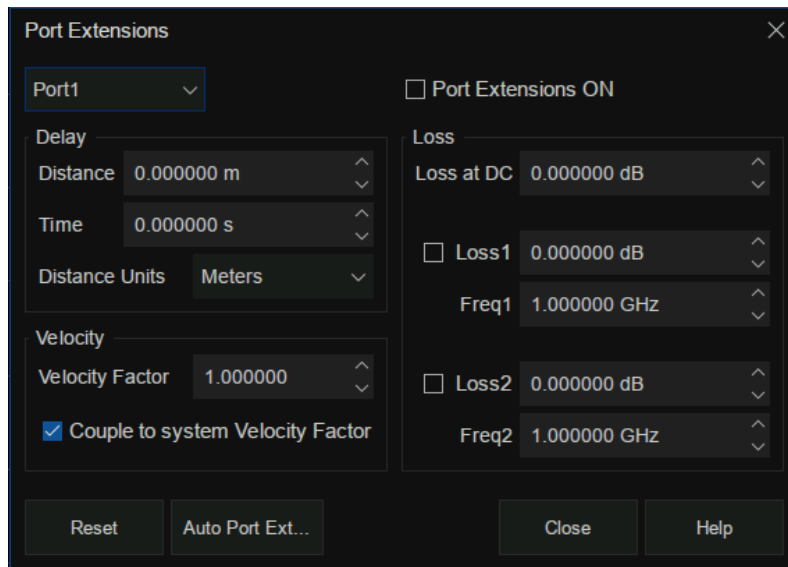 Port Extensions
Port1
Port Extensions ON
Delay
Distance 0.000000 m
Time 0.000000 s
Distance Units Meters
Velocity
Velocity Factor 1.000000
Couple to system Velocity Factor
Loss
Loss at DC 0.000000 dB
Loss1 0.000000 dB
Freq1 1.000000 GHz
Loss2 0.000000 dB
Freq2 1.000000 GHz
Reset
Auto Port Ext...
Close
Help